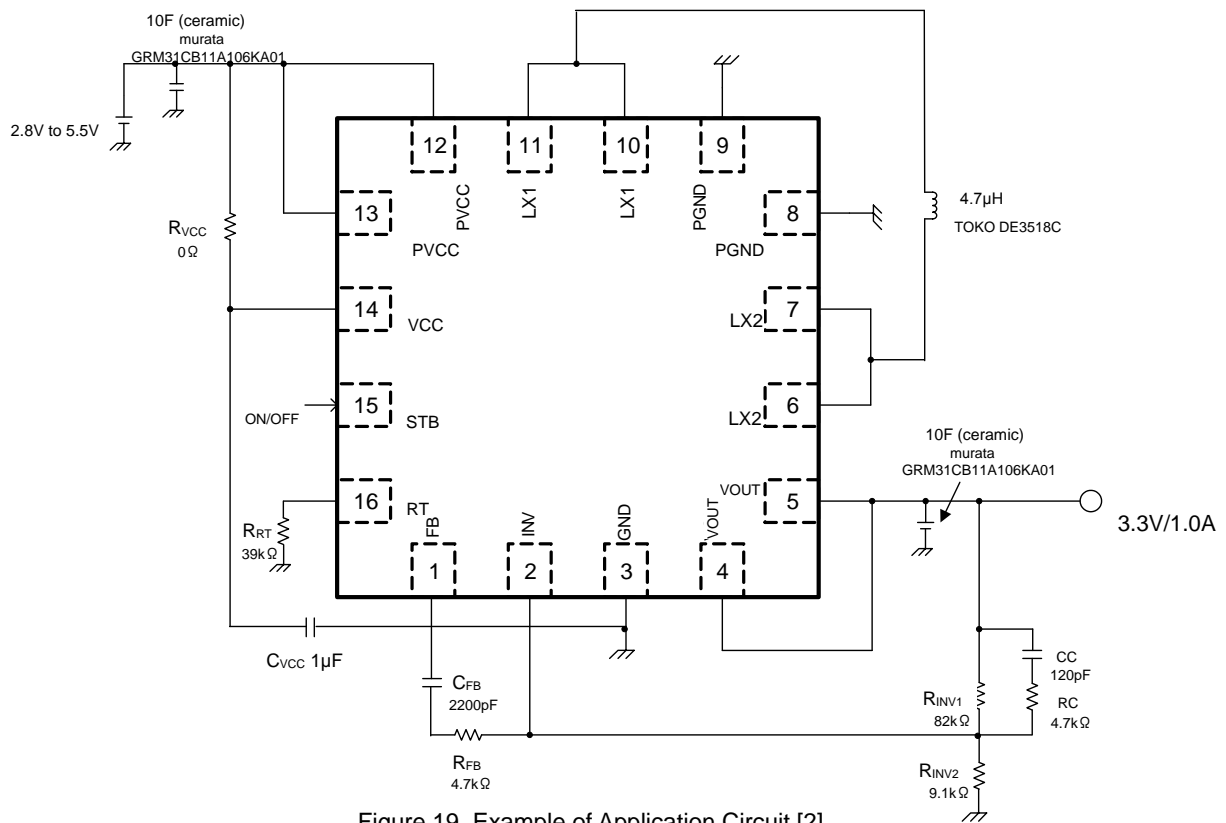 10F (ceramic)
murata
GRM31CB11A106KA01
2.8V to 5.5V
12
11
10
9
PVCC
LX1
LX1
PGND
13
PVCC
8
PGND
4.7µH
TOKO DE3518C
RVCC
0Ω
14
VCC
7
LX2
ON/OFF
15
STB
6
LX2
10F (ceramic)
murata
GRM31CB11A106KA01
16
RT
5
VOUT
3.3V/1.0A
RRT
39kΩ
FB
INV
GND
VOUT
1
2
3
4
CVCC 1µF
CFB
2200pF
RFB
4.7kΩ
CC
120pF
RINV1
82kΩ
RC
4.7kΩ
RINV2
9.1kΩ
Figure 19. Example of Application Circuit [2]